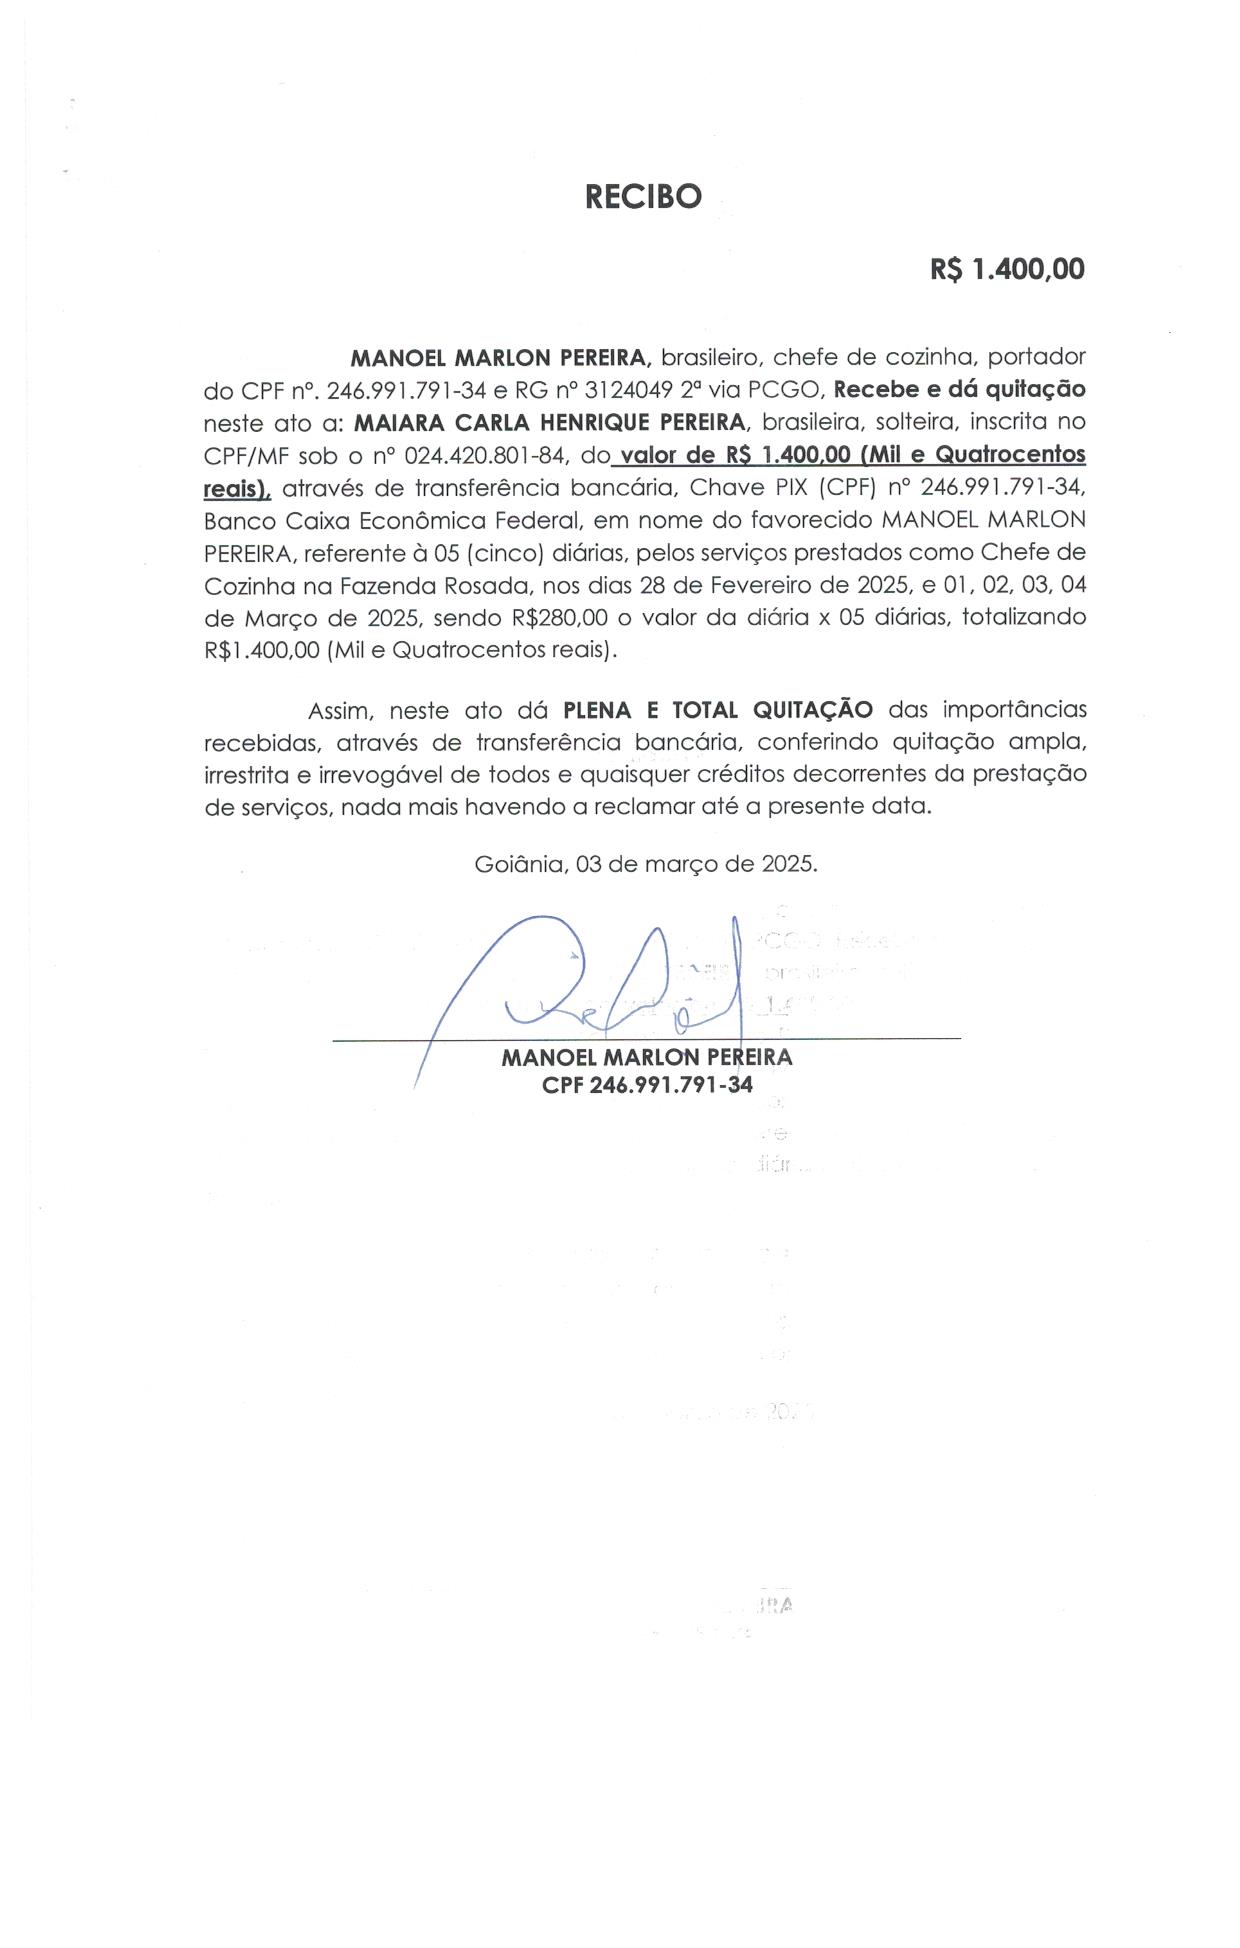 RECIBO
R$ 1.400,00
MANOEL MARLON PEREIRA, brasileiro, chefe de cozinha, portador
do CPF nº. 246.991.791-34 e RG nº 3124049 2ª via PCGO, Recebe e dá quitação
neste ato a: MAIARA CARLA HENRIQUE PEREIRA, brasileira, solteira, inscrita no
CPF/MF sob o nº 024.420.801-84, do valor de R$ 1.400,00 (Mil e Quatrocentos
reais), através de transferência bancária, Chave PIX (CPF) nº 246.991.791-34,
Banco Caixa Econômica Federal, em nome do favorecido MANOEL MARLON
PEREIRA, referente à 05 (cinco) diárias, pelos serviços prestados como Chefe de
Cozinha na Fazenda Rosada, nos dias 28 de Fevereiro de 2025, e 01, 02, 03, 04
de Março de 2025, sendo R$280,00 o valor da diária x 05 diárias, totalizando
R$1.400,00 (Mil e Quatrocentos reais).
Assim, neste ato dá PLENA E TOTAL QUITAÇÃO das importâncias
recebidas, através de transferência bancária, conferindo quitação ampla,
irrestrita e irrevogável de todos e quaisquer créditos decorrentes da prestação
de serviços, nada mais havendo a reclamar até a presente data.
Goiânia, 03 de março de 2025.
MANOEL MARLON PEREIRA
CPF 246.991.791-34